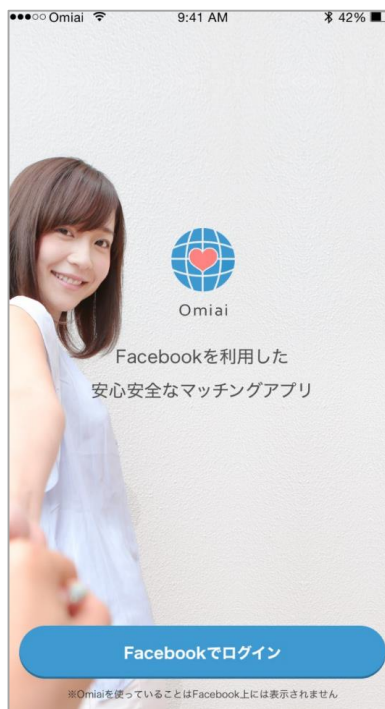 Omiai 9:41 AM 42%
Omiai
Facebookを利用した
安心安全なマッチングアプリ
Facebookでログイン
※Omiaiを使っていることはFacebook上には表示されません